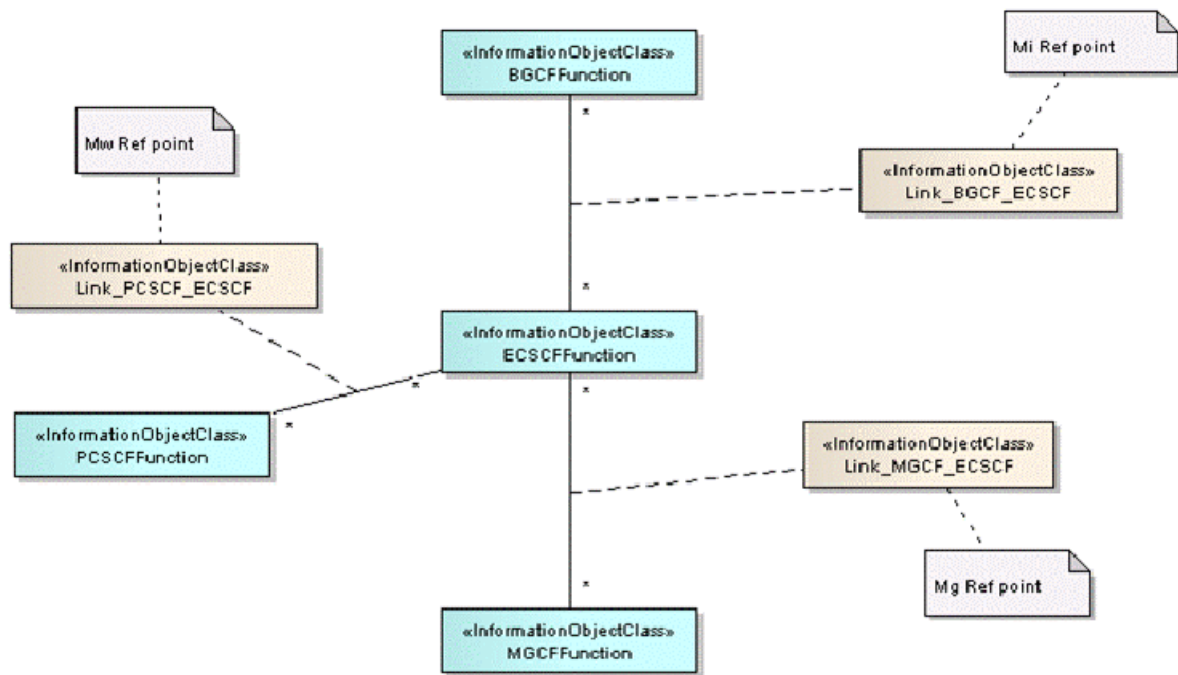 «InformationObjectClass»
BGCFFunction
Mi Ref point
*
Mw Ref point
«InformationObjectClass»
Link_BGCF_ECSCF
«InformationObjectClass»
Link_PCSCF_ECSCF
*
«InformationObjectClass»
ECSCFFunction
*
*
*
«InformationObjectClass»
PCSCFFunction
«InformationObjectClass»
Link_MGCF_ECSCF
Mg Ref point
*
«InformationObjectClass»
MGCFFunction